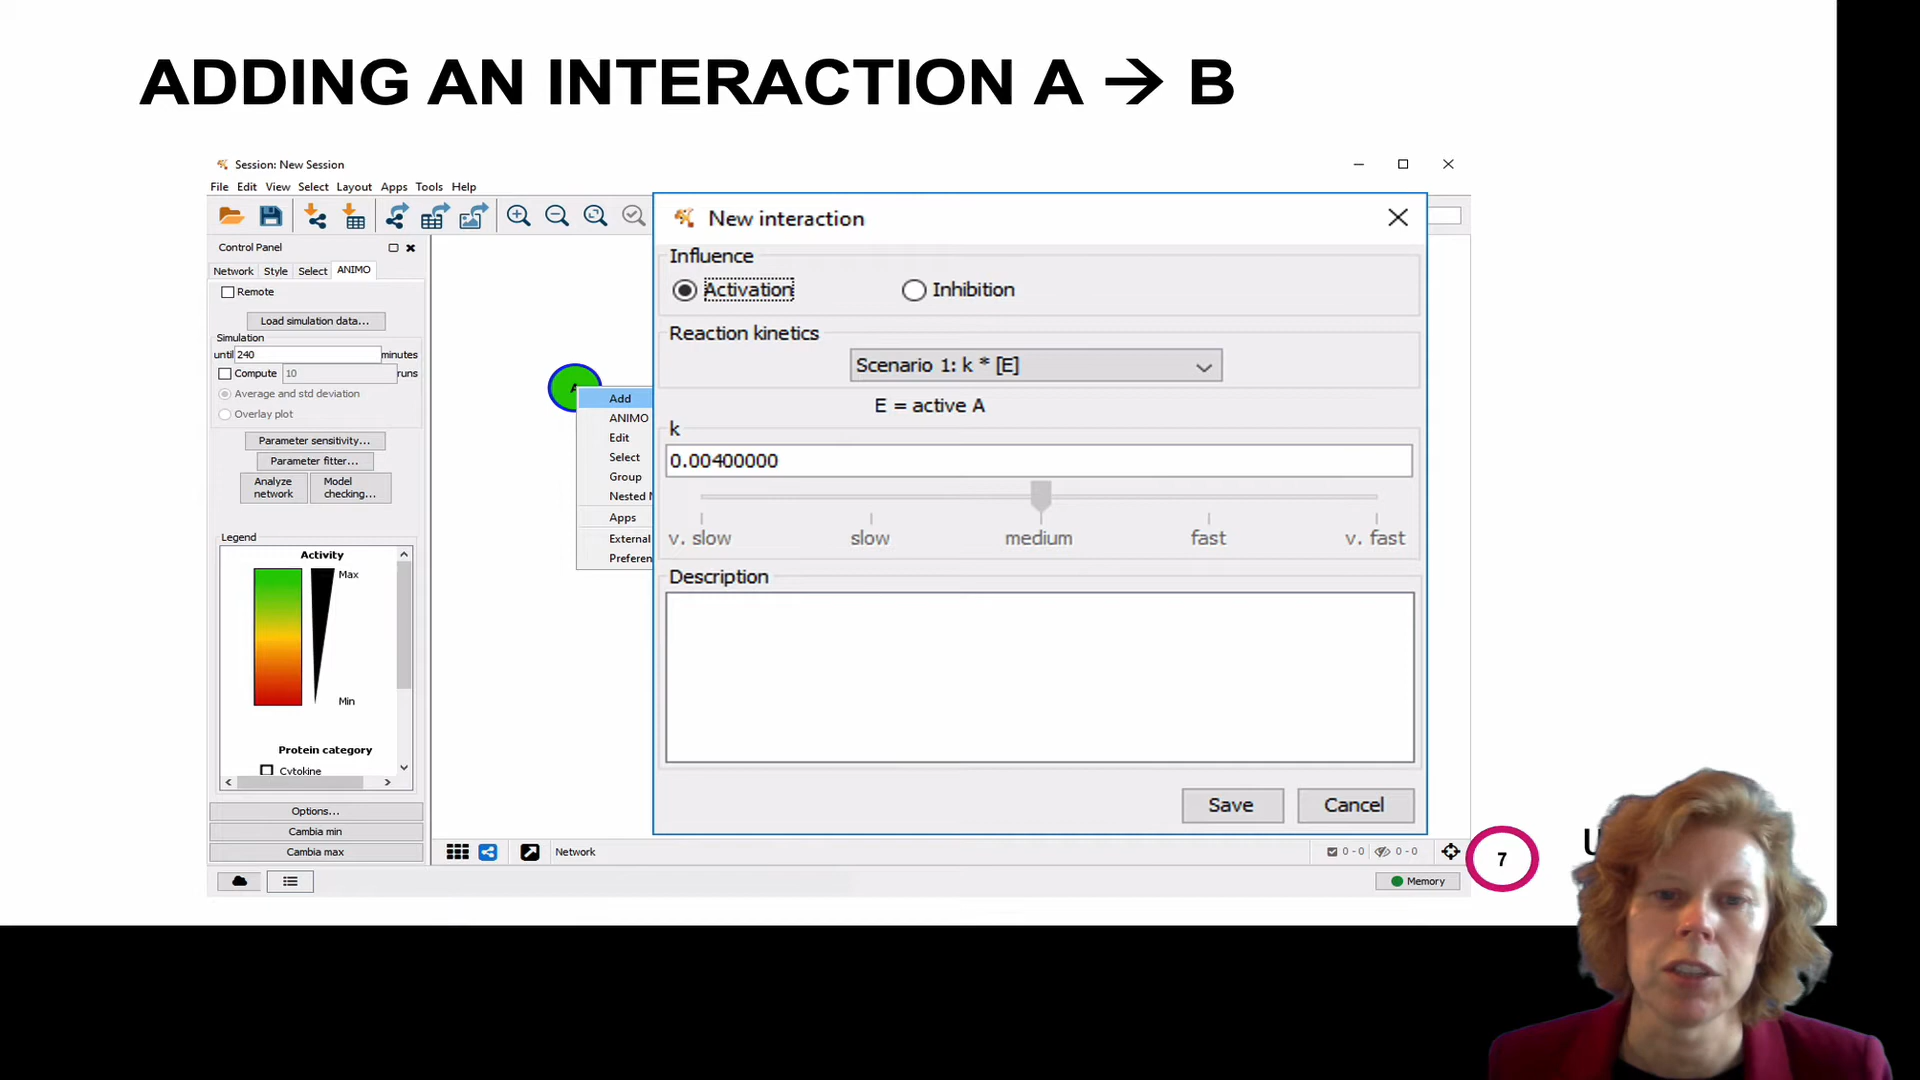 ADDING AN INTERACTION A → B
Session: New Session
File Edit View Select Layout Apps Tools Help
Control Panel
Network Style Select ANIMO
Remote
Load simulation data...
Simulation
until 240 minutes
Compute 10 runs
Average and std deviation
Overlay plot
Parameter sensitivity...
Parameter fitter...
Analyze network
Model checking...
Legend
Activity
Max
Min
Protein category
Cytokine
Options...
Cambia min
Cambia max
Add
ANIMO
Edit
Select
Group
Nested
Apps
External
Preferen
New interaction
Influence
Activation Inhibition
Reaction kinetics
Scenario 1: k * [E]
E = active A
k
0.00400000
v. slow slow medium fast v. fast
Description
Save Cancel
Network
0 - 0 0 - 0
Memory
7